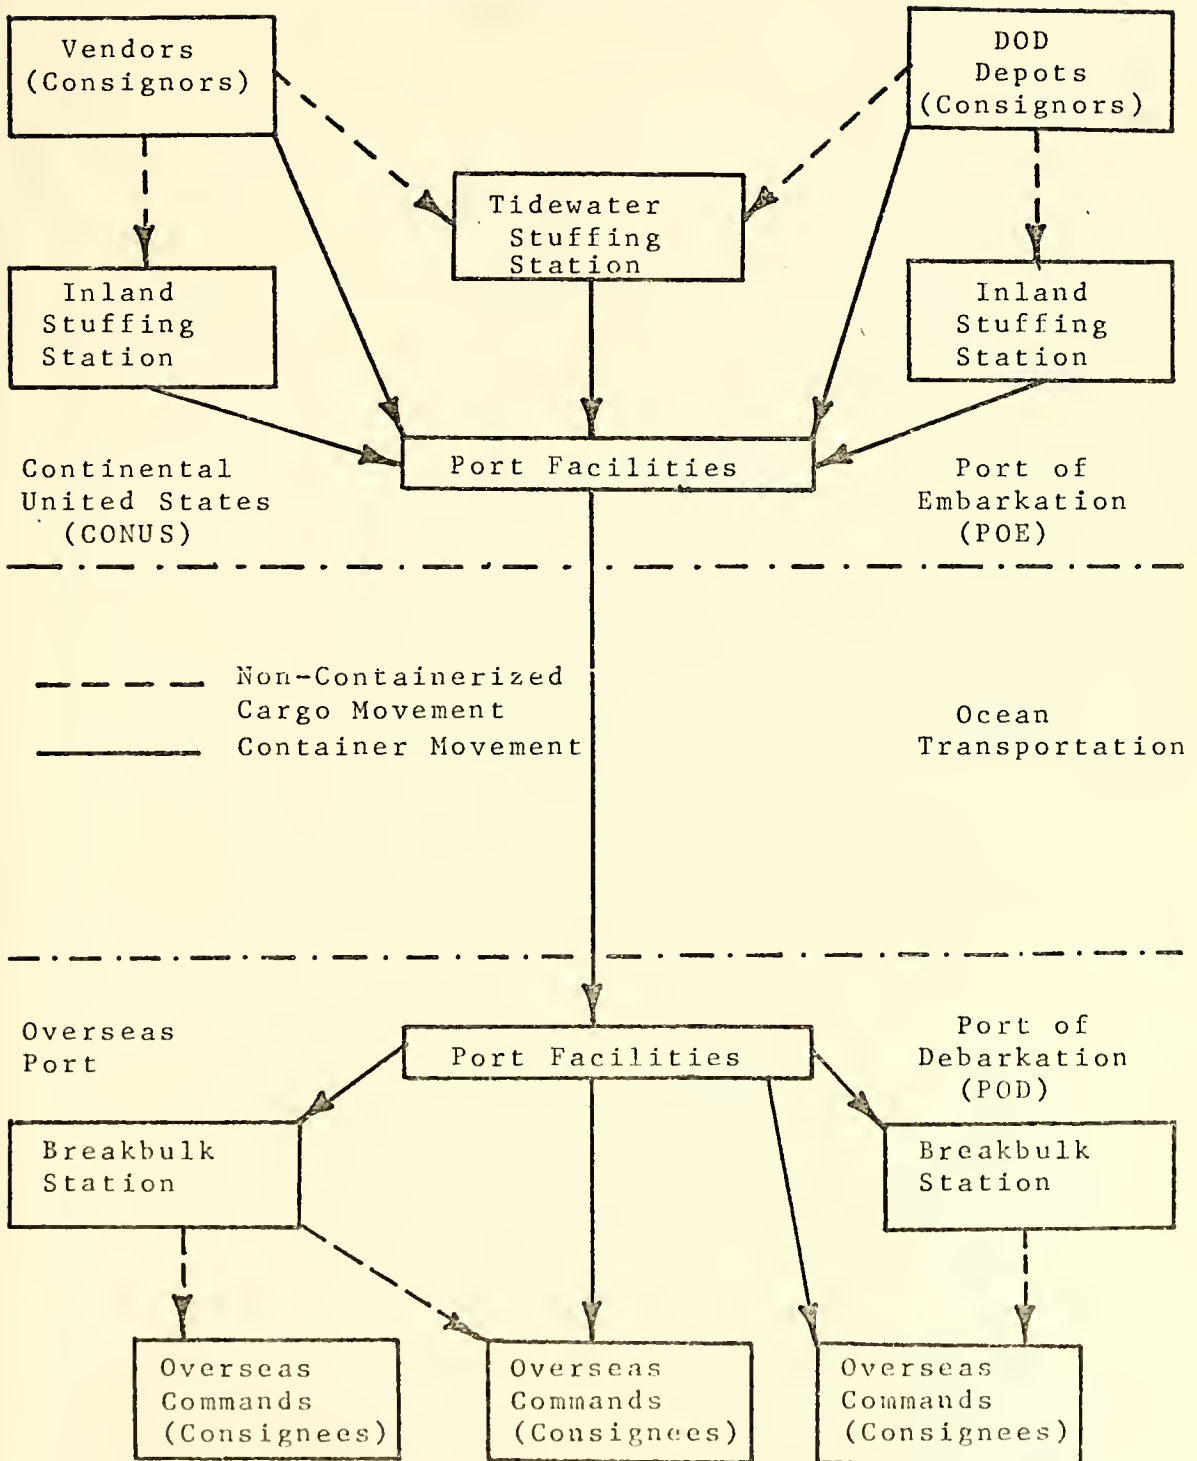 Vendors
(Consignors)
DOD
Depots
(Consignors)
Tidewater
Stuffing
Station
Inland
Stuffing
Station
Inland
Stuffing
Station
Port Facilities
Continental
United States
(CONUS)
Port of
Embarkation
(POE)
Non-Containerized
Cargo Movement
Container Movement
Ocean
Transportation
Overseas
Port
Port Facilities
Port of
Debarkation
(POD)
Breakbulk
Station
Breakbulk
Station
Overseas
Commands
(Consignees)
Overseas
Commands
(Consignees)
Overseas
Commands
(Consignees)